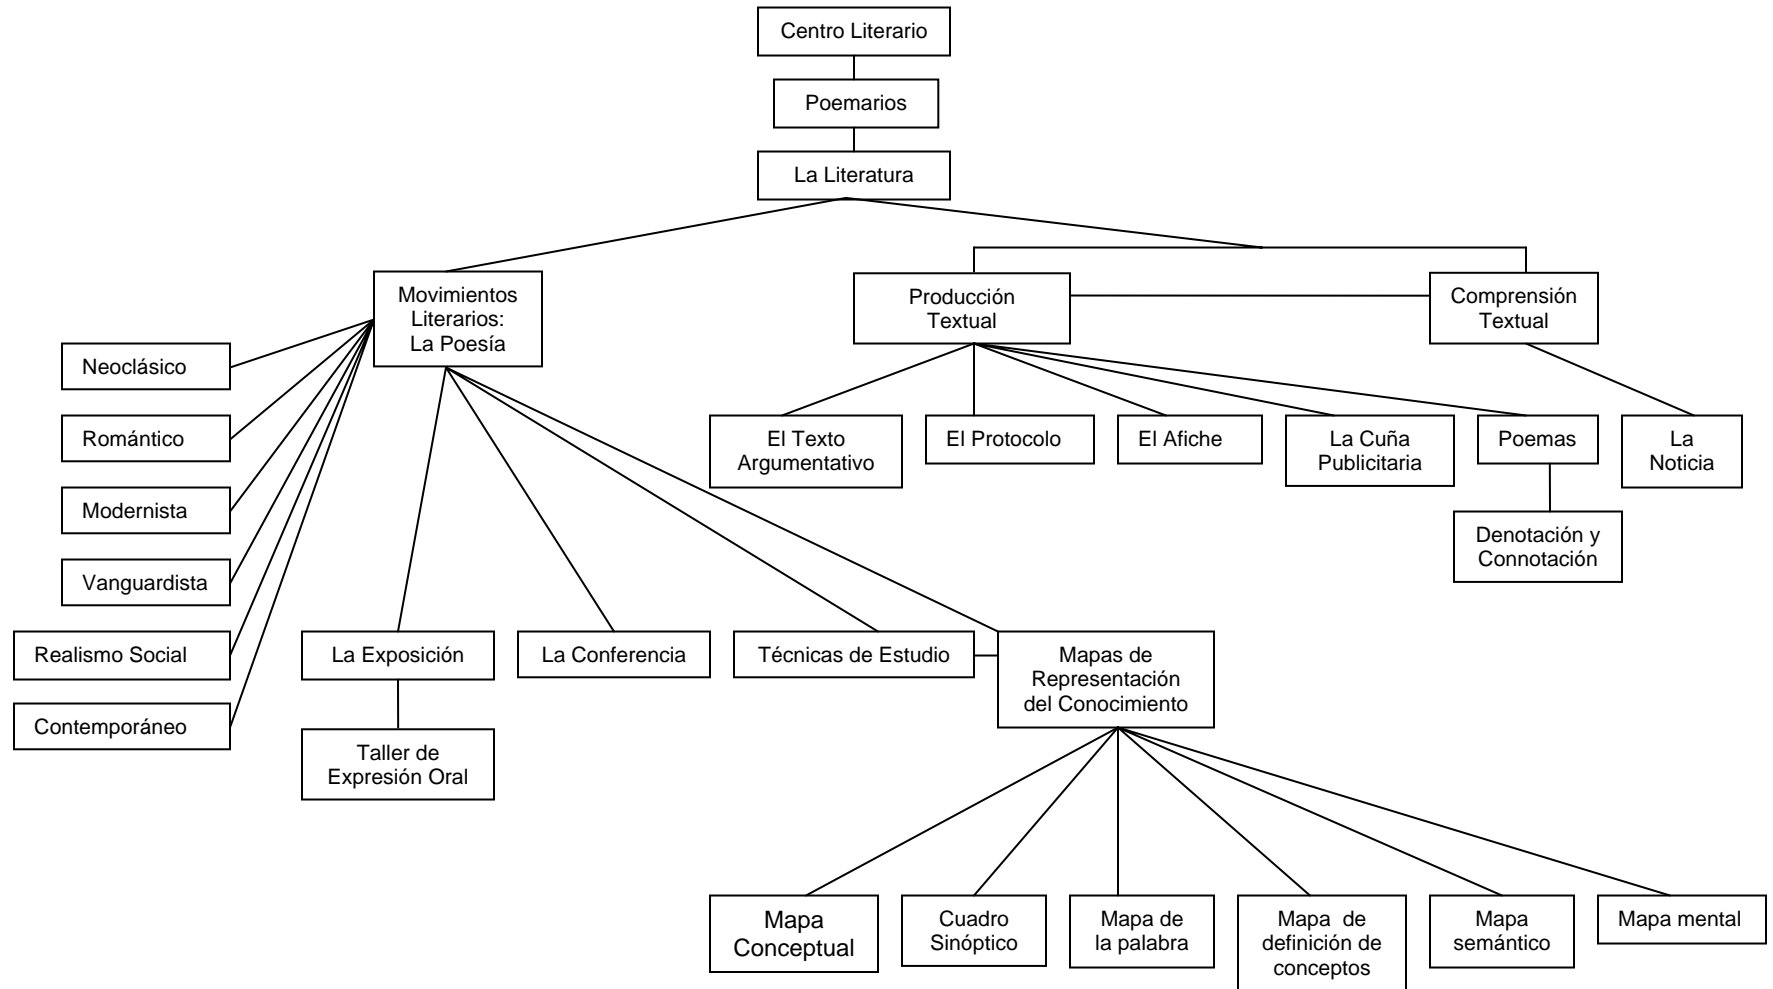 Centro Literario
Poemarios
La Literatura
Movimientos
Literarios:
La Poesía
Producción
Textual
Comprensión
Textual
Neoclásico
Romántico
Modernista
Vanguardista
Realismo Social
Contemporáneo
El Texto
Argumentativo
El Protocolo
El Afiche
La Cuña
Publicitaria
Poemas
La
Noticia
Denotación y
Connotación
La Exposición
La Conferencia
Técnicas de Estudio
Mapas de
Representación
del Conocimiento
Taller de
Expresión Oral
Mapa
Conceptual
Cuadro
Sinóptico
Mapa de
la palabra
Mapa de
definición de
conceptos
Mapa
semántico
Mapa mental